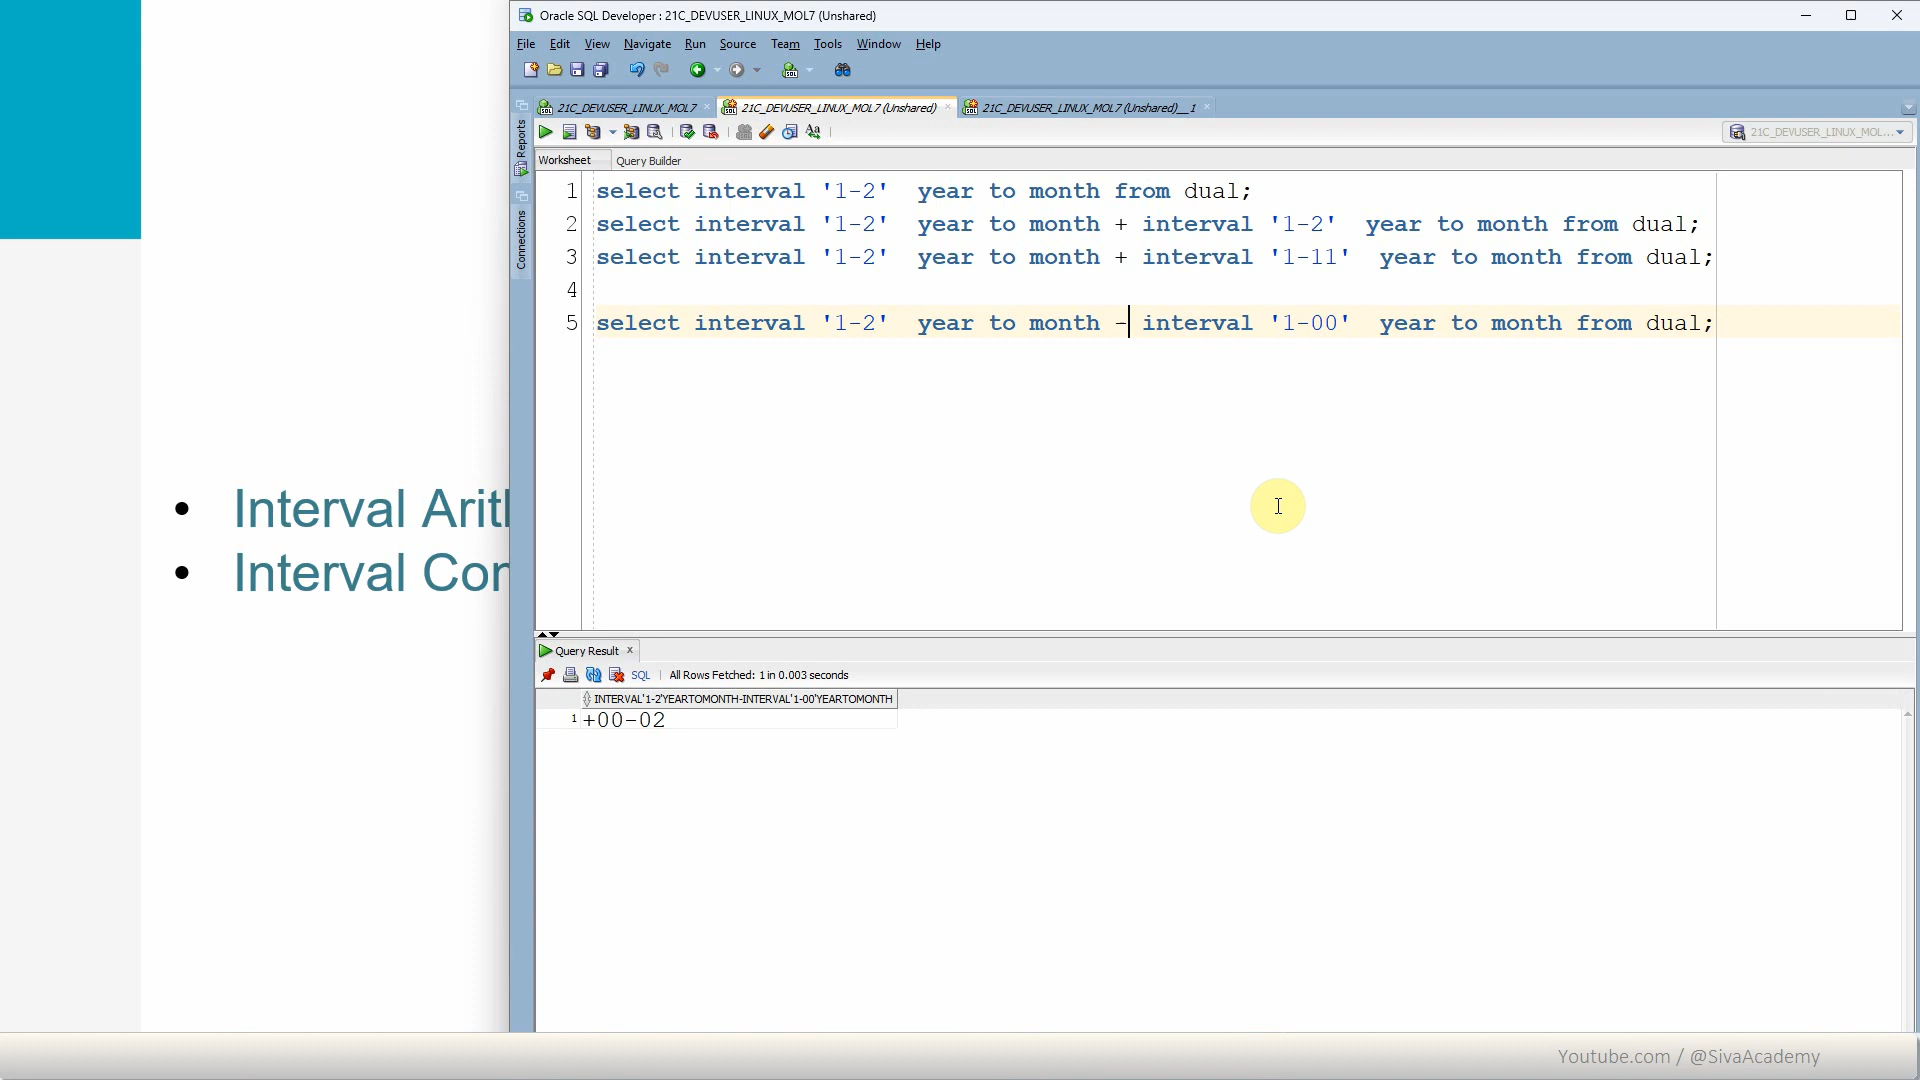 Oracle SQL Developer : 21C_DEVUSER_LINUX_MOL7 (Unshared)
File Edit View Navigate Run Source Team Tools Window Help
21C_DEVUSER_LINUX_MOL7
21C_DEVUSER_LINUX_MOL7 (Unshared)
21C_DEVUSER_LINUX_MOL7 (Unshared)__1
Reports
Connections
21C_DEVUSER_LINUX_MOL...
Worksheet Query Builder
1 select interval '1-2'  year to month from dual;
2 select interval '1-2'  year to month + interval '1-2'  year to month from dual;
3 select interval '1-2'  year to month + interval '1-11'  year to month from dual;
4
5 select interval '1-2'  year to month - interval '1-00'  year to month from dual;
• Interval Arit
• Interval Co
Query Result
SQL | All Rows Fetched: 1 in 0.003 seconds
INTERVAL'1-2'YEARTOMONTH-INTERVAL'1-00'YEARTOMONTH
1 +00-02
Youtube.com / @SivaAcademy